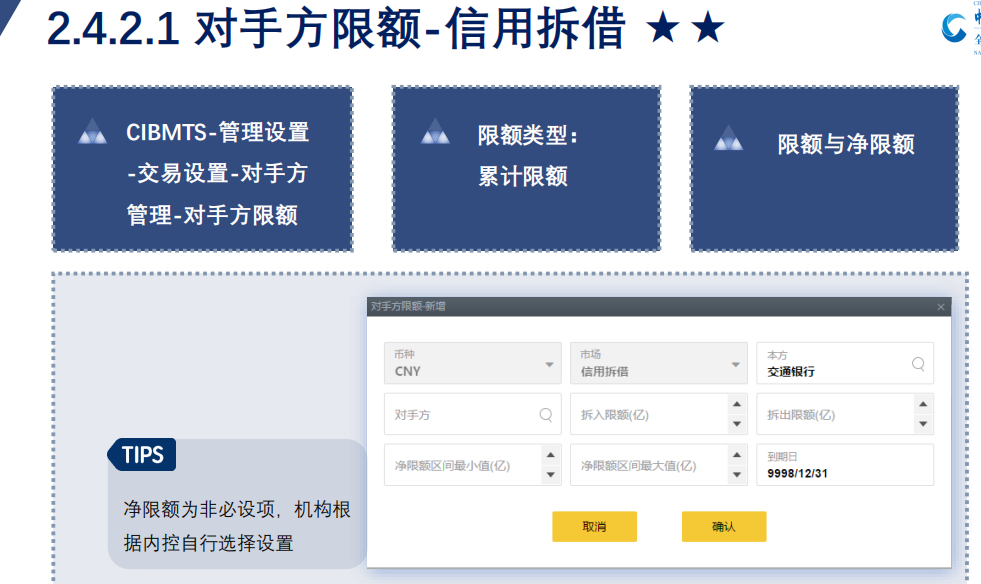 2.4.2.1 对手方限额-信用拆借 ★ ★
CIBMTS-管理设置
-交易设置-对手方
管理-对手方限额
限额类型：
累计限额
限额与净限额
对手方限额-新增
币种
CNY
市场
信用拆借
本方
交通银行
对手方
拆入限额(亿)
拆出限额(亿)
净限额区间最小值(亿)
净限额区间最大值(亿)
到期日
9998/12/31
取消
确认
TIPS
净限额为非必设项，机构根
据内控自行选择设置